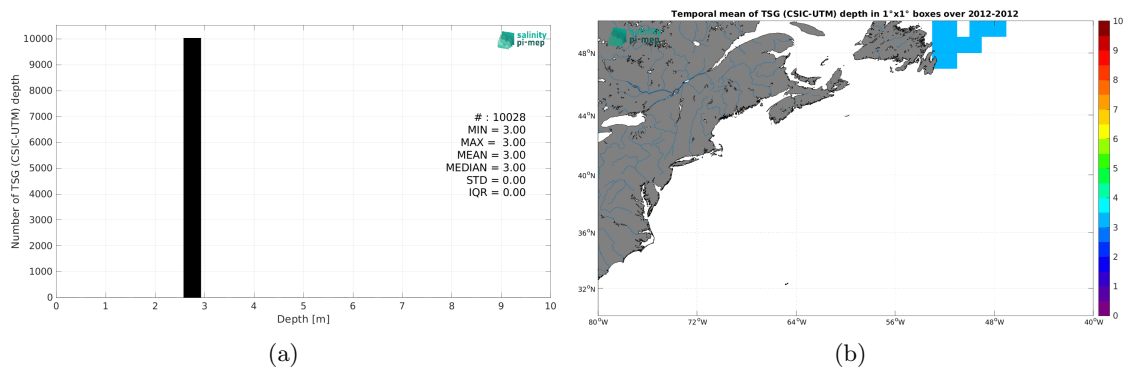 salinity
pi-mep
10000
9000
8000
7000
6000
5000
4000
3000
2000
1000
0
Number of TSG (CSIC-UTM) depth
# : 10028
MIN = 3.00
MAX = 3.00
MEAN = 3.00
MEDIAN = 3.00
STD = 0.00
IQR = 0.00
0 1 2 3 4 5 6 7 8 9 10
Depth [m]
(a)
Temporal mean of TSG (CSIC-UTM) depth in 1°x1° boxes over 2012-2012
salinity
pi-mep
48°N
44°N
40°N
36°N
32°N
80°W 72°W 64°W 56°W 48°W 40°W
10
9
8
7
6
5
4
3
2
1
0
(b)